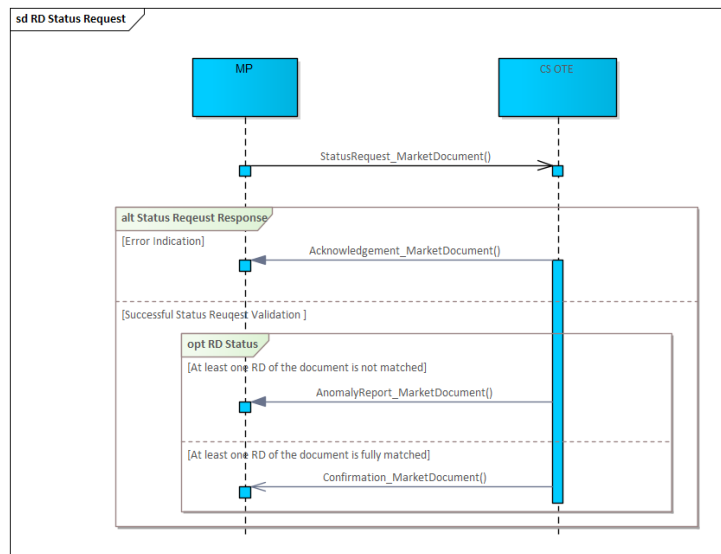 sd RD Status Request
MP
CS OTE
StatusRequest_MarketDocument()
alt Status Reqeust Response
[Error Indication]
Acknowledgement_MarketDocument()
[Successful Status Reuqest Validation ]
opt RD Status
[At least one RD of the document is not matched]
AnomalyReport_MarketDocument()
[At least one RD of the document is fully matched]
Confirmation_MarketDocument()